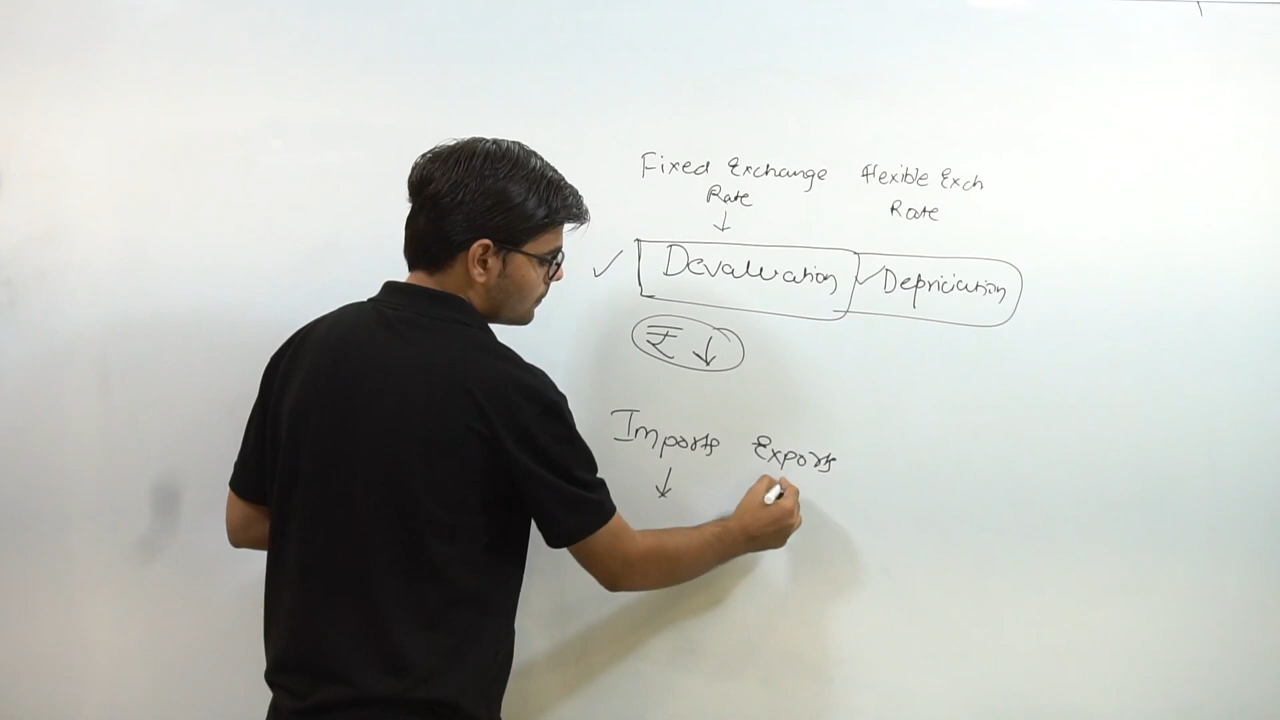 Fixed Exchange Rate
Flexible Exch Rate
↓
✓ Devaluation ✓ Depriciation
₹ ↓
Imports Exports
↓